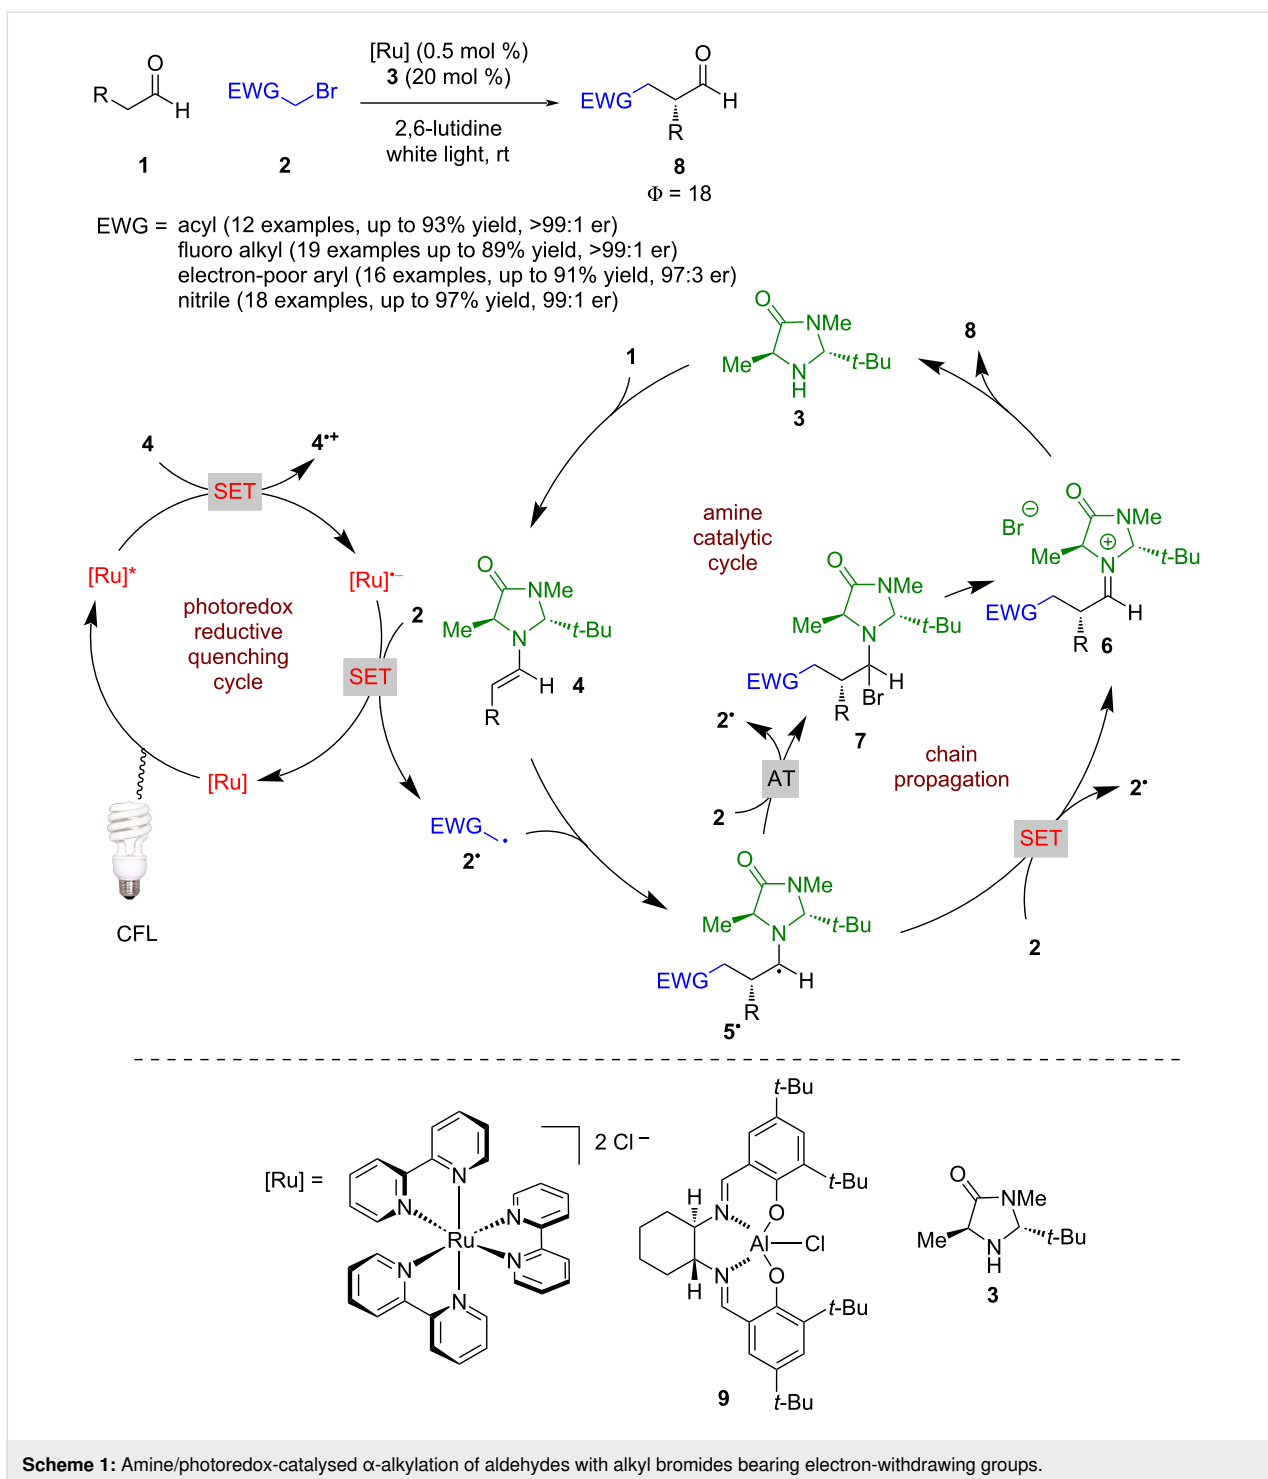 R
O
H
1
EWG
Br
2
[Ru] (0.5 mol %)
3 (20 mol %)
2,6-lutidine
white light, rt
EWG
O
H
R
8
Φ = 18
EWG = acyl (12 examples, up to 93% yield, >99:1 er)
fluoro alkyl (19 examples up to 89% yield, >99:1 er)
electron-poor aryl (16 examples, up to 91% yield, 97:3 er)
nitrile (18 examples, up to 97% yield, 99:1 er)
O
NMe
Me
N
H
t-Bu
3
1
8
4
4•+
SET
[Ru]*
[Ru]•–
photoredox
reductive
quenching
cycle
2
SET
[Ru]
CFL
EWG
2•
O
NMe
Me
N
t-Bu
H
R
4
amine
catalytic
cycle
O
NMe
Me
N
t-Bu
EWG
H
Br
R
7
Br⊖
O
NMe
Me
⊕
N
t-Bu
EWG
H
R
6
2•
AT
2
chain
propagation
2•
SET
2
O
NMe
Me
N
t-Bu
EWG
H
R
5•
[Ru] =
N
N
N
Ru
N
N
N
2 Cl–
t-Bu
t-Bu
H
N
O
Al
Cl
N
O
H
t-Bu
t-Bu
9
O
NMe
Me
N
H
t-Bu
3
Scheme 1: Amine/photoredox-catalysed α-alkylation of aldehydes with alkyl bromides bearing electron-withdrawing groups.